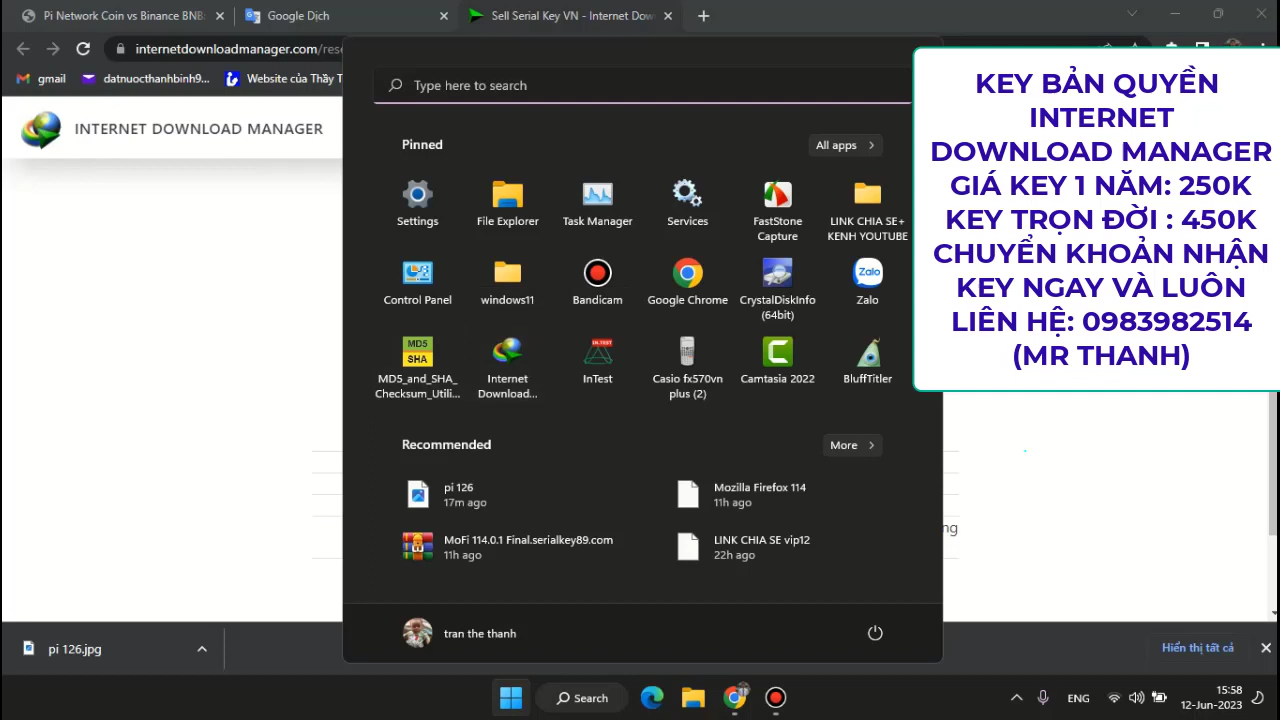 Pi Network Coin vs Binance BNB:
Google Dịch
Sell Serial Key VN - Internet Dow
internetdownloadmanager.com/rese
gmail
datnuocthanhbinh9...
Website của Thầy T
INTERNET DOWNLOAD MANAGER
Type here to search
Pinned
All apps
Settings
File Explorer
Task Manager
Services
FastStone
Capture
LINK CHIA SE+
KENH YOUTUBE
Control Panel
windows11
Bandicam
Google Chrome
CrystalDiskInfo
(64bit)
Zalo
Zalo
MD5
SHA
MD5_and_SHA_
Checksum_Utili...
Internet
Download...
IN-TEST
InTest
Casio fx570vn
plus (2)
Camtasia 2022
BluffTitler
Recommended
More
pi 126
17m ago
Mozilla Firefox 114
11h ago
MoFi 114.0.1 Final.serialkey89.com
11h ago
LINK CHIA SE vip12
22h ago
tran the thanh
KEY BẢN QUYỀN
INTERNET
DOWNLOAD MANAGER
GIÁ KEY 1 NĂM: 250K
KEY TRỌN ĐỜI : 450K
CHUYỂN KHOẢN NHẬN
KEY NGAY VÀ LUÔN
LIÊN HỆ: 0983982514
(MR THANH)
ng
pi 126.jpg
Hiển thị tất cả
Search
ENG
15:58
12-Jun-2023